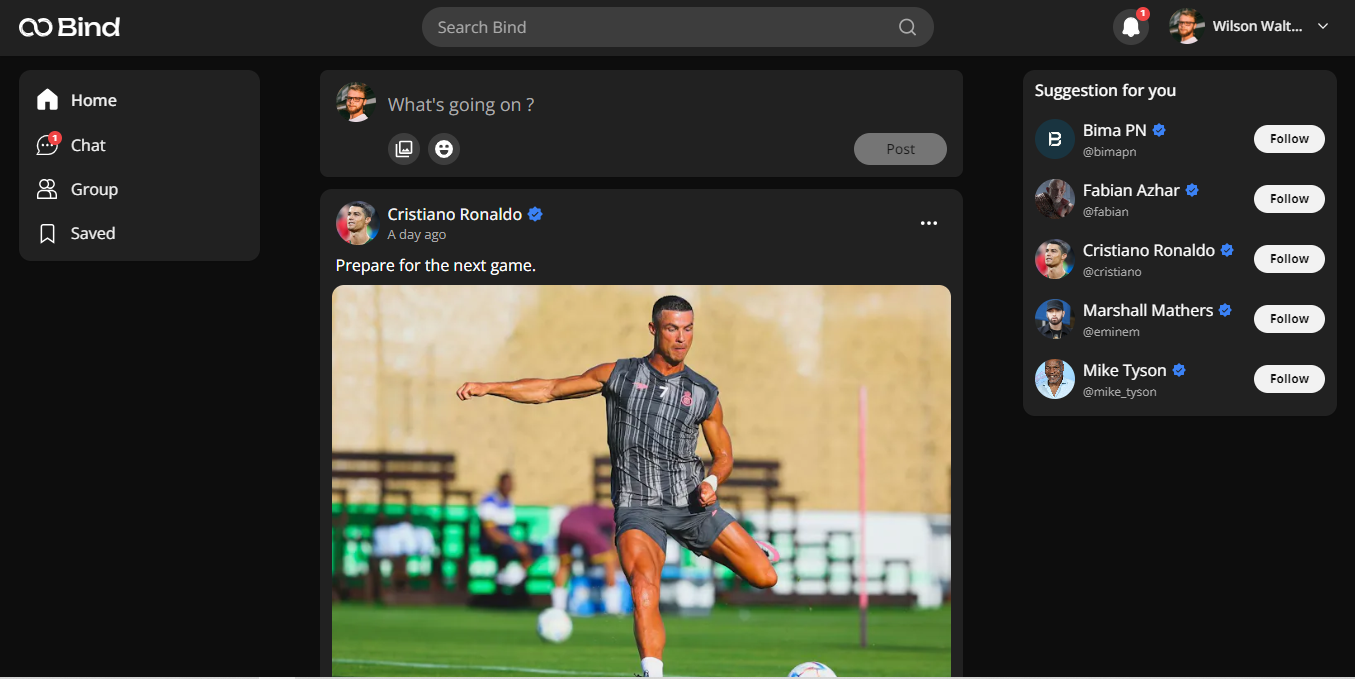 Bind
Search Bind
1
Wilson Walt...
Home
1
Chat
Group
Saved
What's going on ?
Post
Cristiano Ronaldo
A day ago
Prepare for the next game.
7
Suggestion for you
B
Bima PN
@bimapn
Follow
Fabian Azhar
@fabian
Follow
Cristiano Ronaldo
@cristiano
Follow
Marshall Mathers
@eminem
Follow
Mike Tyson
@mike_tyson
Follow